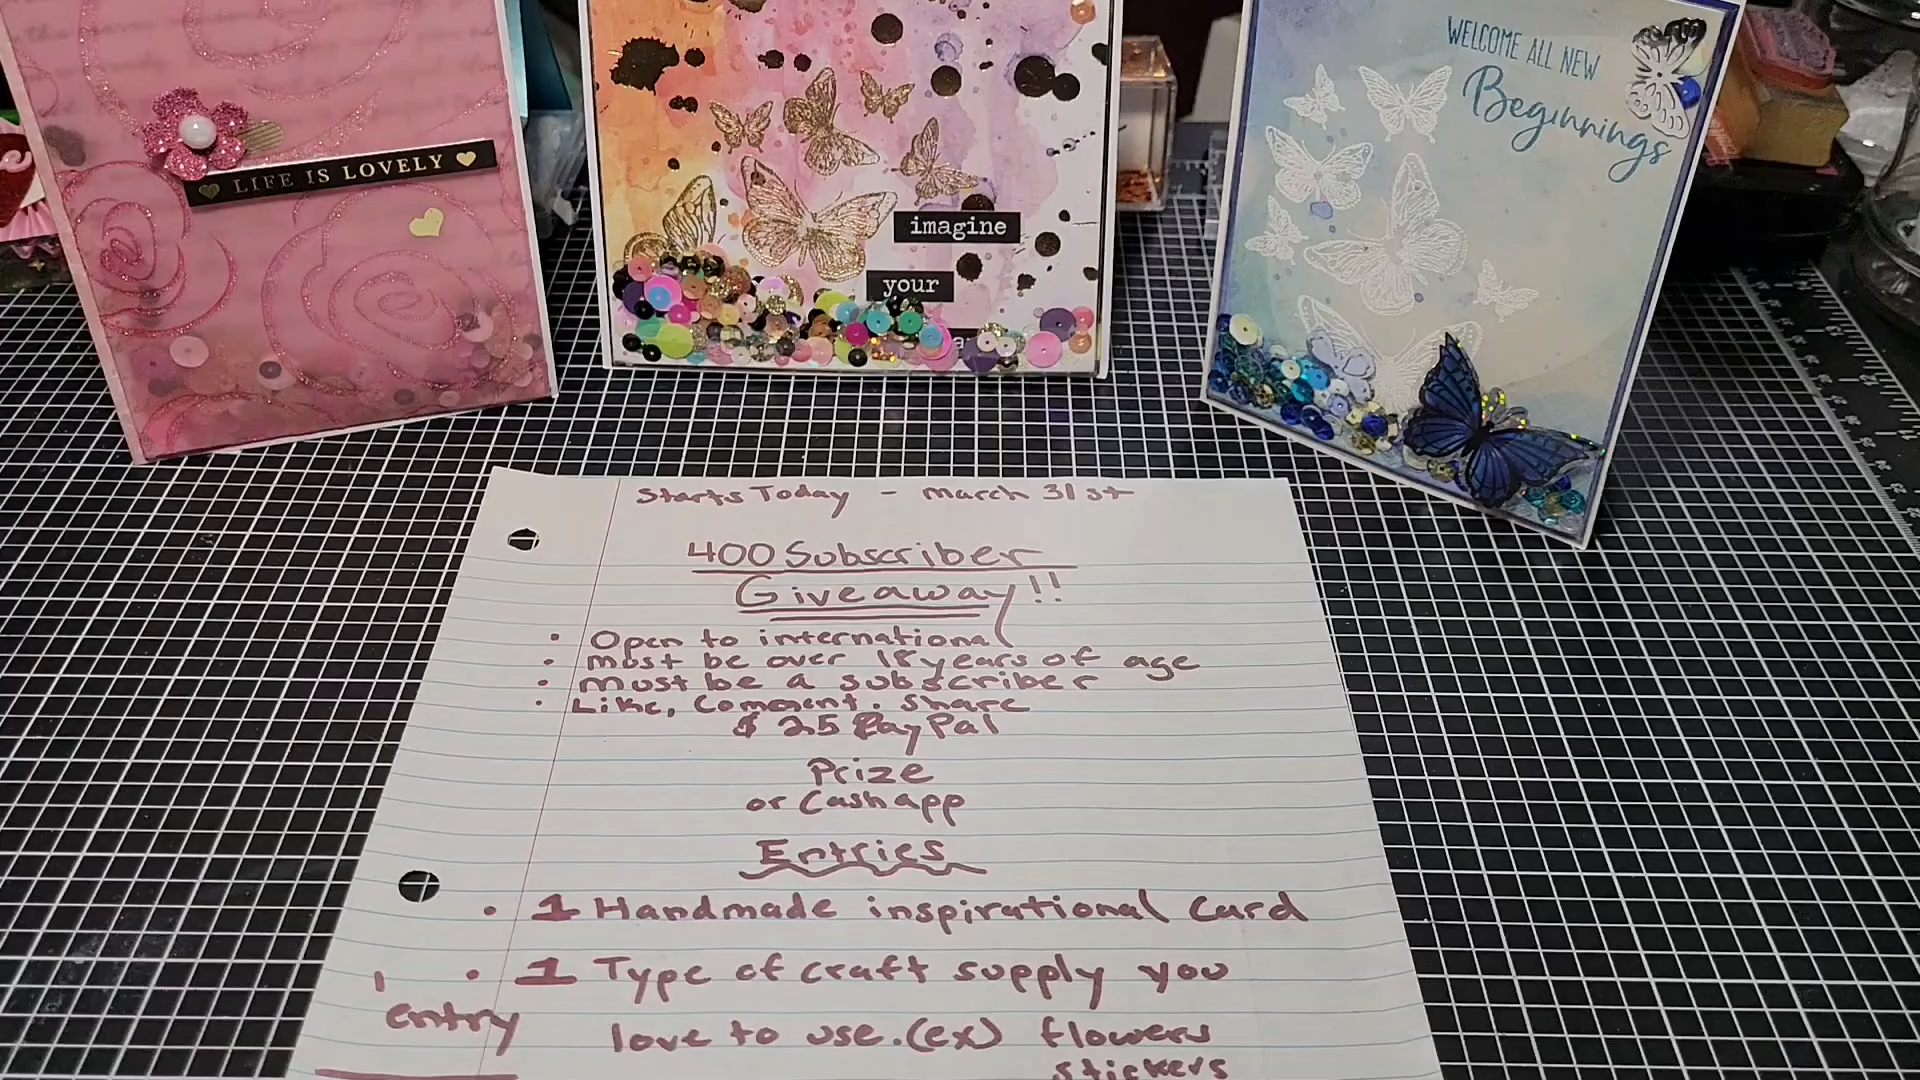 LIFE IS LOVELY
imagine
your
WELCOME ALL NEW
Beginnings
Starts Today - march 31st
400 Subscriber
Giveaway!!
• Open to international
• must be over 18 years of age
• must be a subscriber
• Like, Comment, Share
$ 25 PayPal
Prize
or Cash app
Entries
• 1 Handmade inspirational Card
• 1 Type of craft supply you
love to use. (ex) flowers
stickers
1
entry